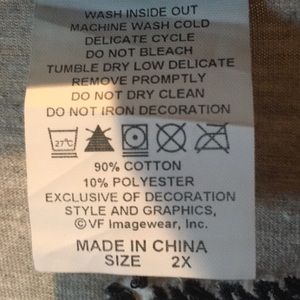 WASH INSIDE OUT
MACHINE WASH COLD
DELICATE CYCLE
DO NOT BLEACH
TUMBLE DRY LOW DELICATE
REMOVE PROMPTLY
DO NOT DRY CLEAN
DO NOT IRON DECORATION
27°C
90% COTTON
10% POLYESTER
EXCLUSIVE OF DECORATION
STYLE AND GRAPHICS,
©VF Imagewear, Inc.
MADE IN CHINA
SIZE 2X